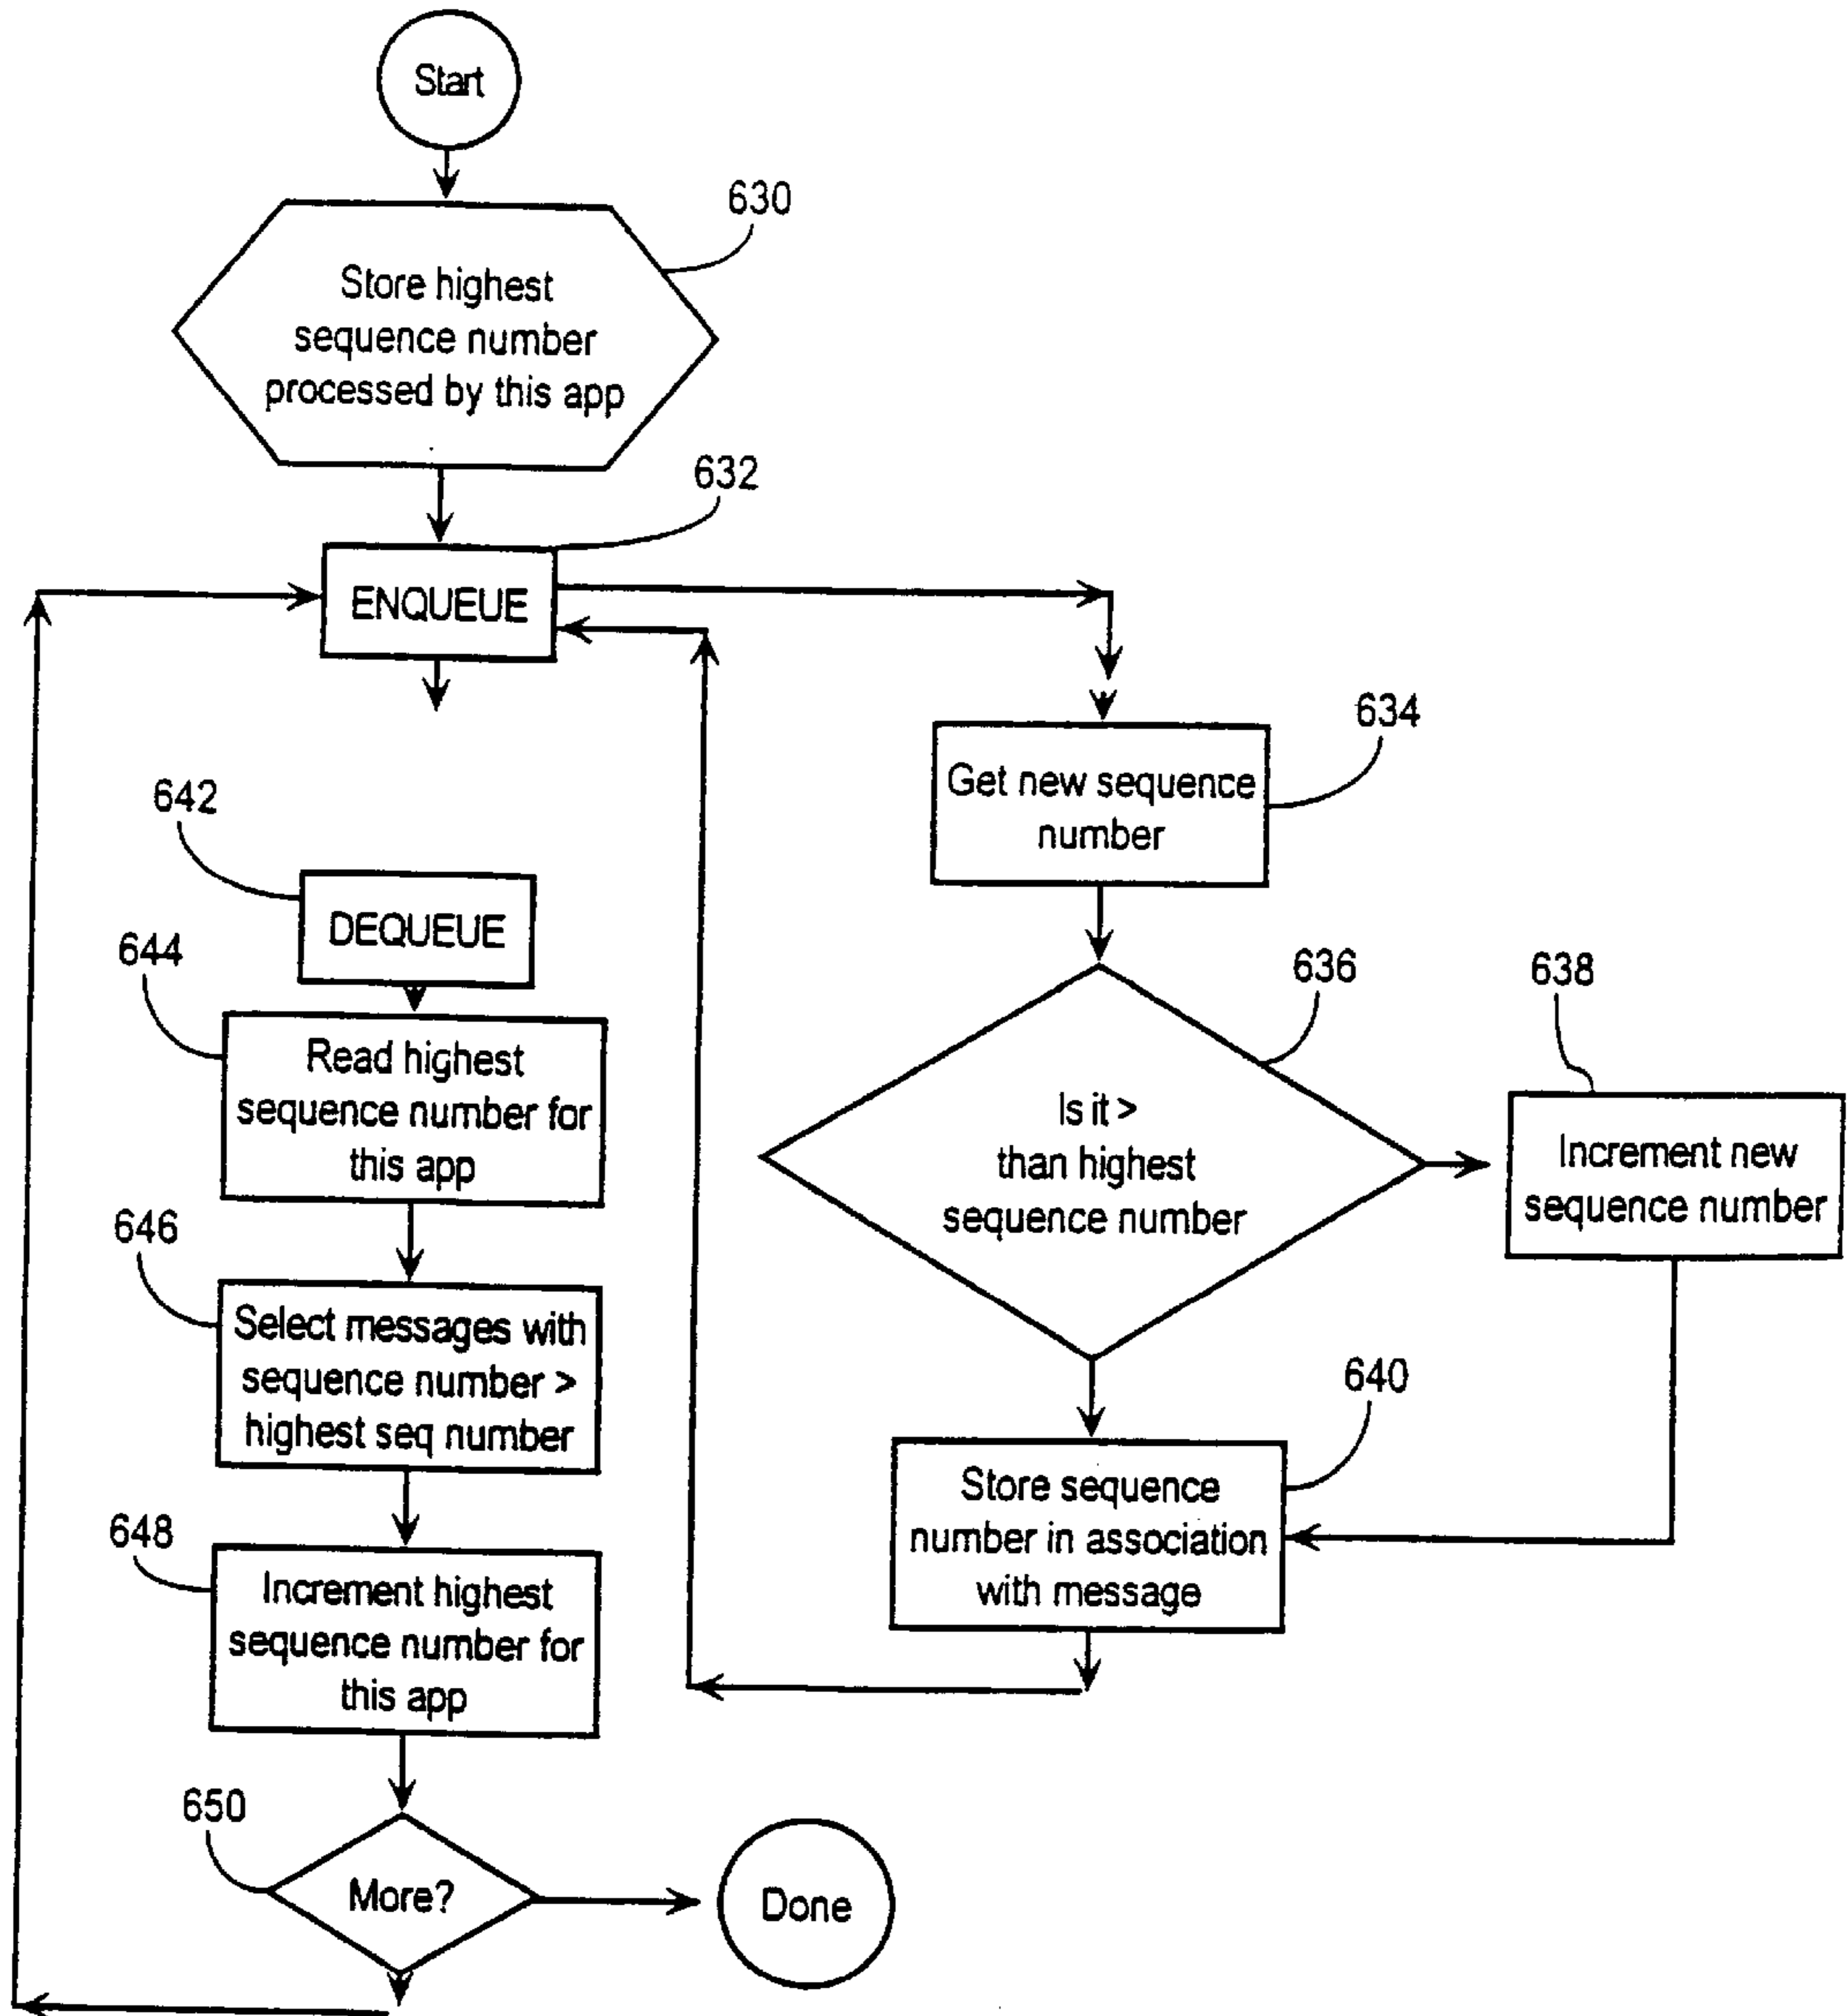 Start
630
Store highest
sequence number
processed by this app
632
ENQUEUE
634
Get new sequence
number
642
DEQUEUE
644
Read highest
sequence number for
this app
636
Is it >
than highest
sequence number
638
Increment new
sequence number
646
Select messages with
sequence number >
highest seq number
640
Store sequence
number in association
with message
648
Increment highest
sequence number for
this app
650
More?
Done